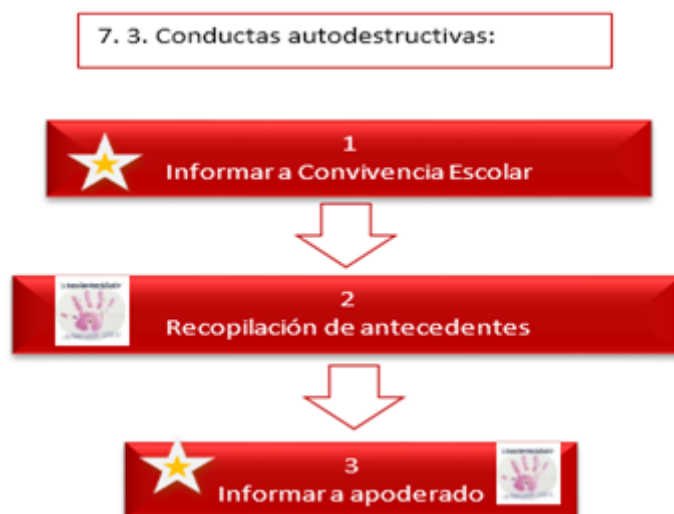 7. 3. Conductas autodestructivas:
1
Informar a Convivencia Escolar
2
Recopilación de antecedentes
3
Informar a apoderado